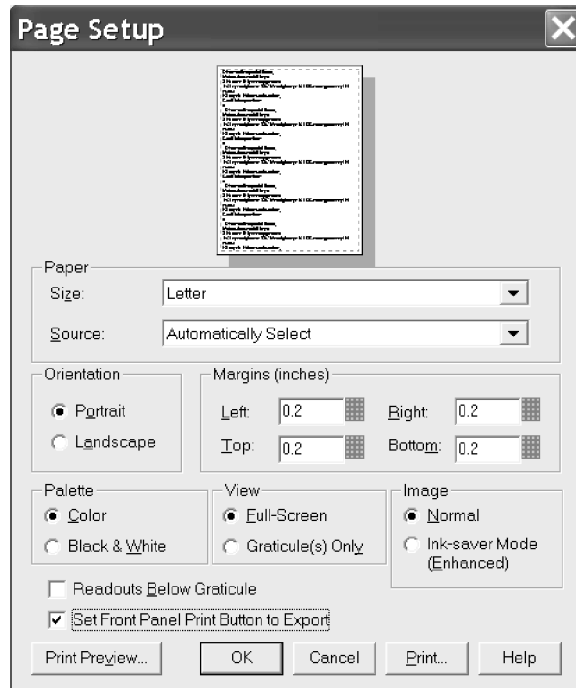 Page Setup
Paper
Size: Letter
Source: Automatically Select
Orientation
Portrait
Landscape
Margins (inches)
Left: 0.2 Right: 0.2
Top: 0.2 Bottom: 0.2
Palette
Color
Black & White
View
Full-Screen
Graticule(s) Only
Image
Normal
Ink-saver Mode
(Enhanced)
Readouts Below Graticule
Set Front Panel Print Button to Export
Print Preview... OK Cancel Print... Help